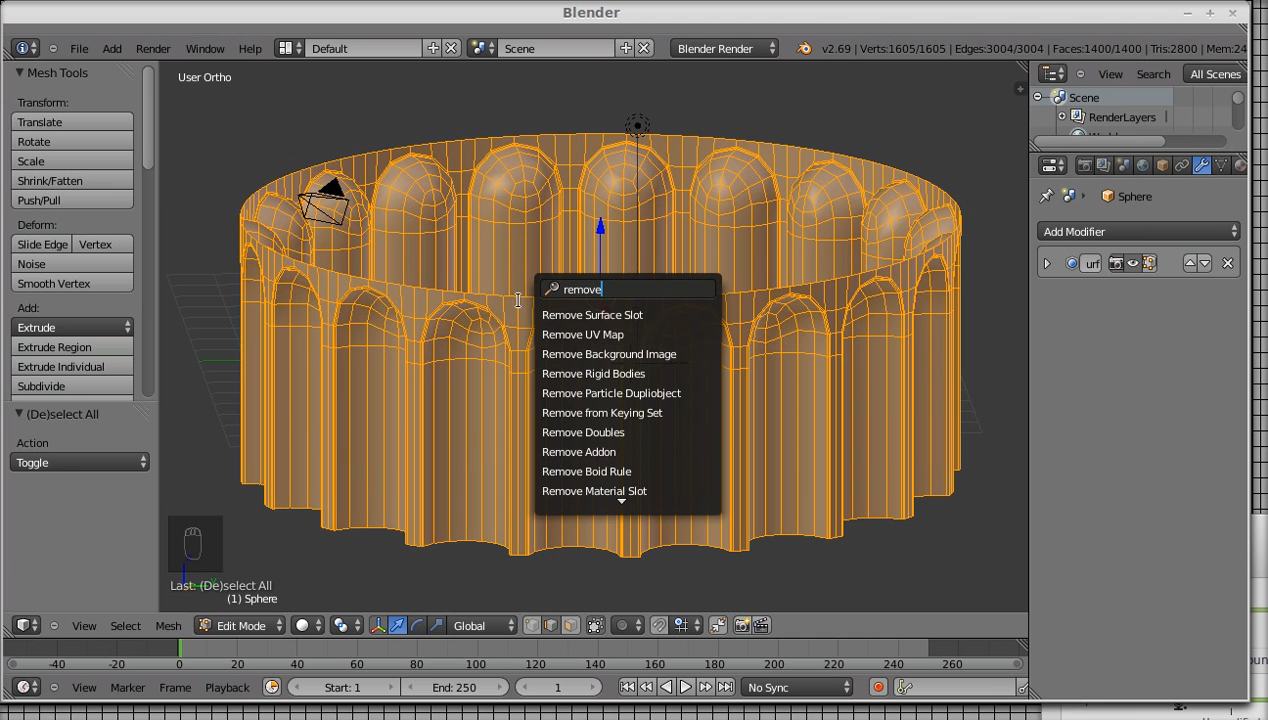 Blender
File Add Render Window Help Default Scene Blender Render v2.69 | Verts:1605/1605 | Edges:3004/3004 | Faces:1400/1400 | Tris:2800 | Mem:24
Mesh Tools
Transform:
Translate
Rotate
Scale
Shrink/Fatten
Push/Pull
Deform:
Slide Edge Vertex
Noise
Smooth Vertex
Add:
Extrude
Extrude Region
Extrude Individual
Subdivide
(De)select All
Action
Toggle
User Ortho
remove
Remove Surface Slot
Remove UV Map
Remove Background Image
Remove Rigid Bodies
Remove Particle Dupliobject
Remove from Keying Set
Remove Doubles
Remove Addon
Remove Boid Rule
Remove Material Slot
Last: (De)select All
(1) Sphere
View Search All Scenes
Scene
RenderLayers
Sphere
Add Modifier
urf
View Select Mesh Edit Mode Global
-40 -20 0 20 40 60 80 100 120 140 160 180 200 220 240 260
View Marker Frame Playback Start: 1 End: 250 1 No Sync